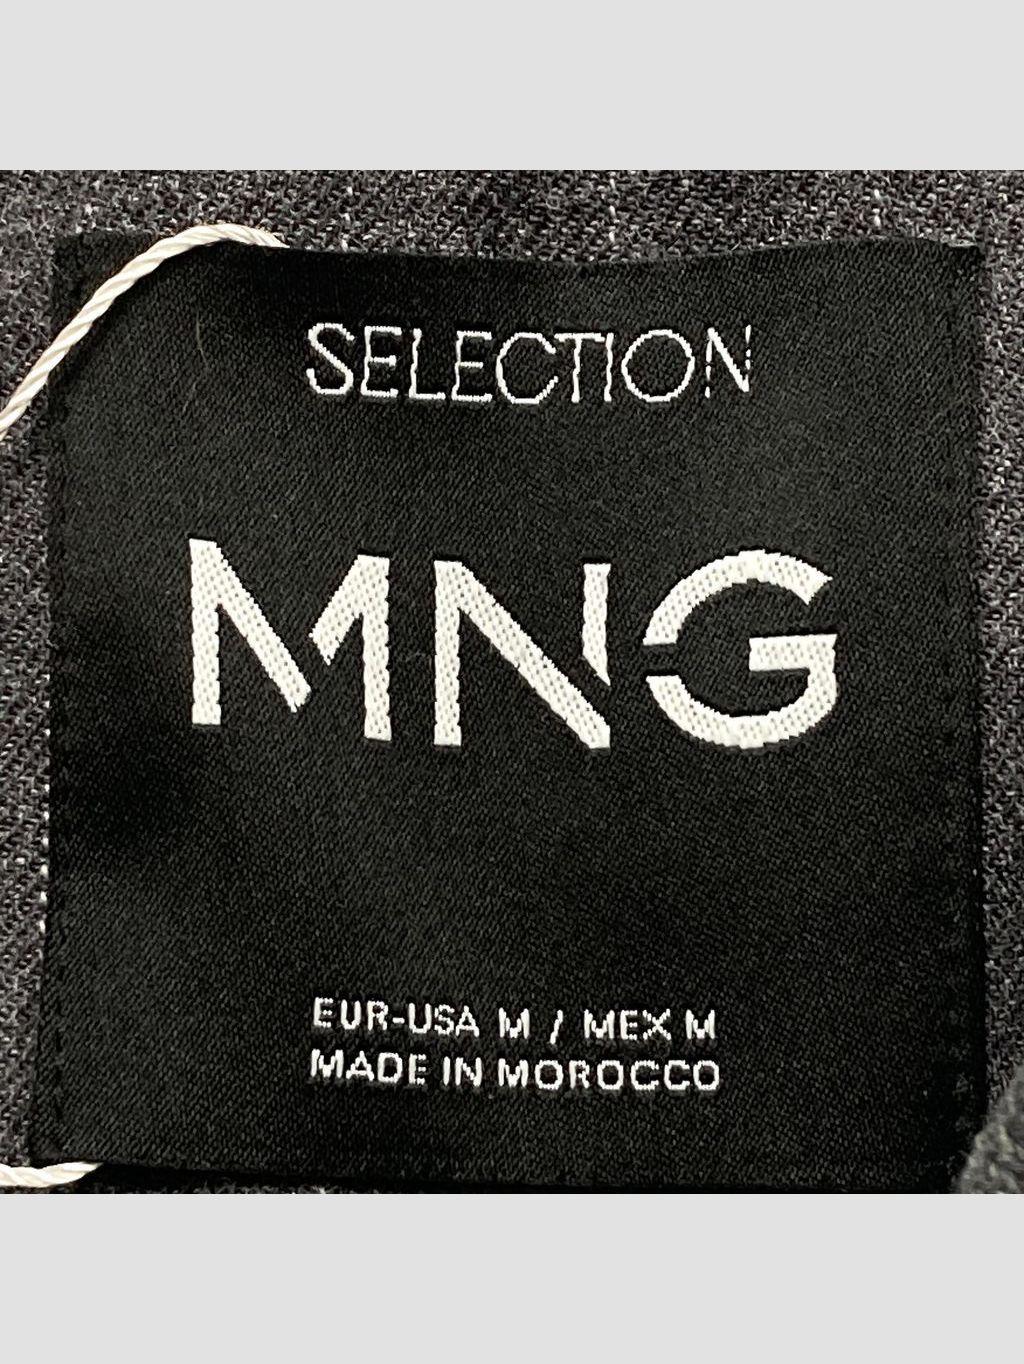 SELECTION
MNG
EUR-USA M / MEX M
MADE IN MOROCCO